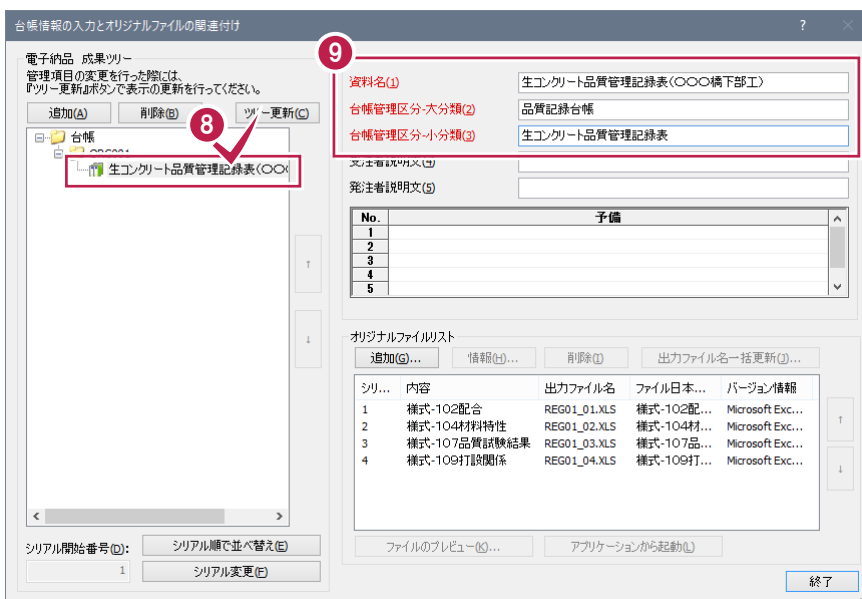 台帳情報の入力とオリジナルファイルの関連付け ?
電子納品 成果ツリー
管理項目の変更を行った際には、
『ツリー更新』ボタンで表示の更新を行ってください。
追加(A) 削除(B) ツリー更新(C)
8
台帳
ORG001
生コンクリート品質管理記録表(〇〇(
シリアル開始番号(D):
1
シリアル順で並べ替え(E)
シリアル変更(F)
9
資料名(1) 生コンクリート品質管理記録表(〇〇〇橋下部工)
台帳管理区分-大分類(2) 品質記録台帳
台帳管理区分-小分類(3) 生コンクリート品質管理記録表
受注者説明文(4)
発注者説明文(5)
No. 予備
1
2
3
4
5
オリジナルファイルリスト
追加(G)... 情報(H)... 削除(I) 出力ファイル名一括更新(J)...
シリ... 内容 出力ファイル名 ファイル日本... バージョン情報
1 様式-102配合 REG01_01.XLS 様式-102配... Microsoft Exc...
2 様式-104材料特性 REG01_02.XLS 様式-104材... Microsoft Exc...
3 様式-107品質試験結果 REG01_03.XLS 様式-107品... Microsoft Exc...
4 様式-109打設関係 REG01_04.XLS 様式-109打... Microsoft Exc...
ファイルのプレビュー(K)... アプリケーションから起動(L)
終了